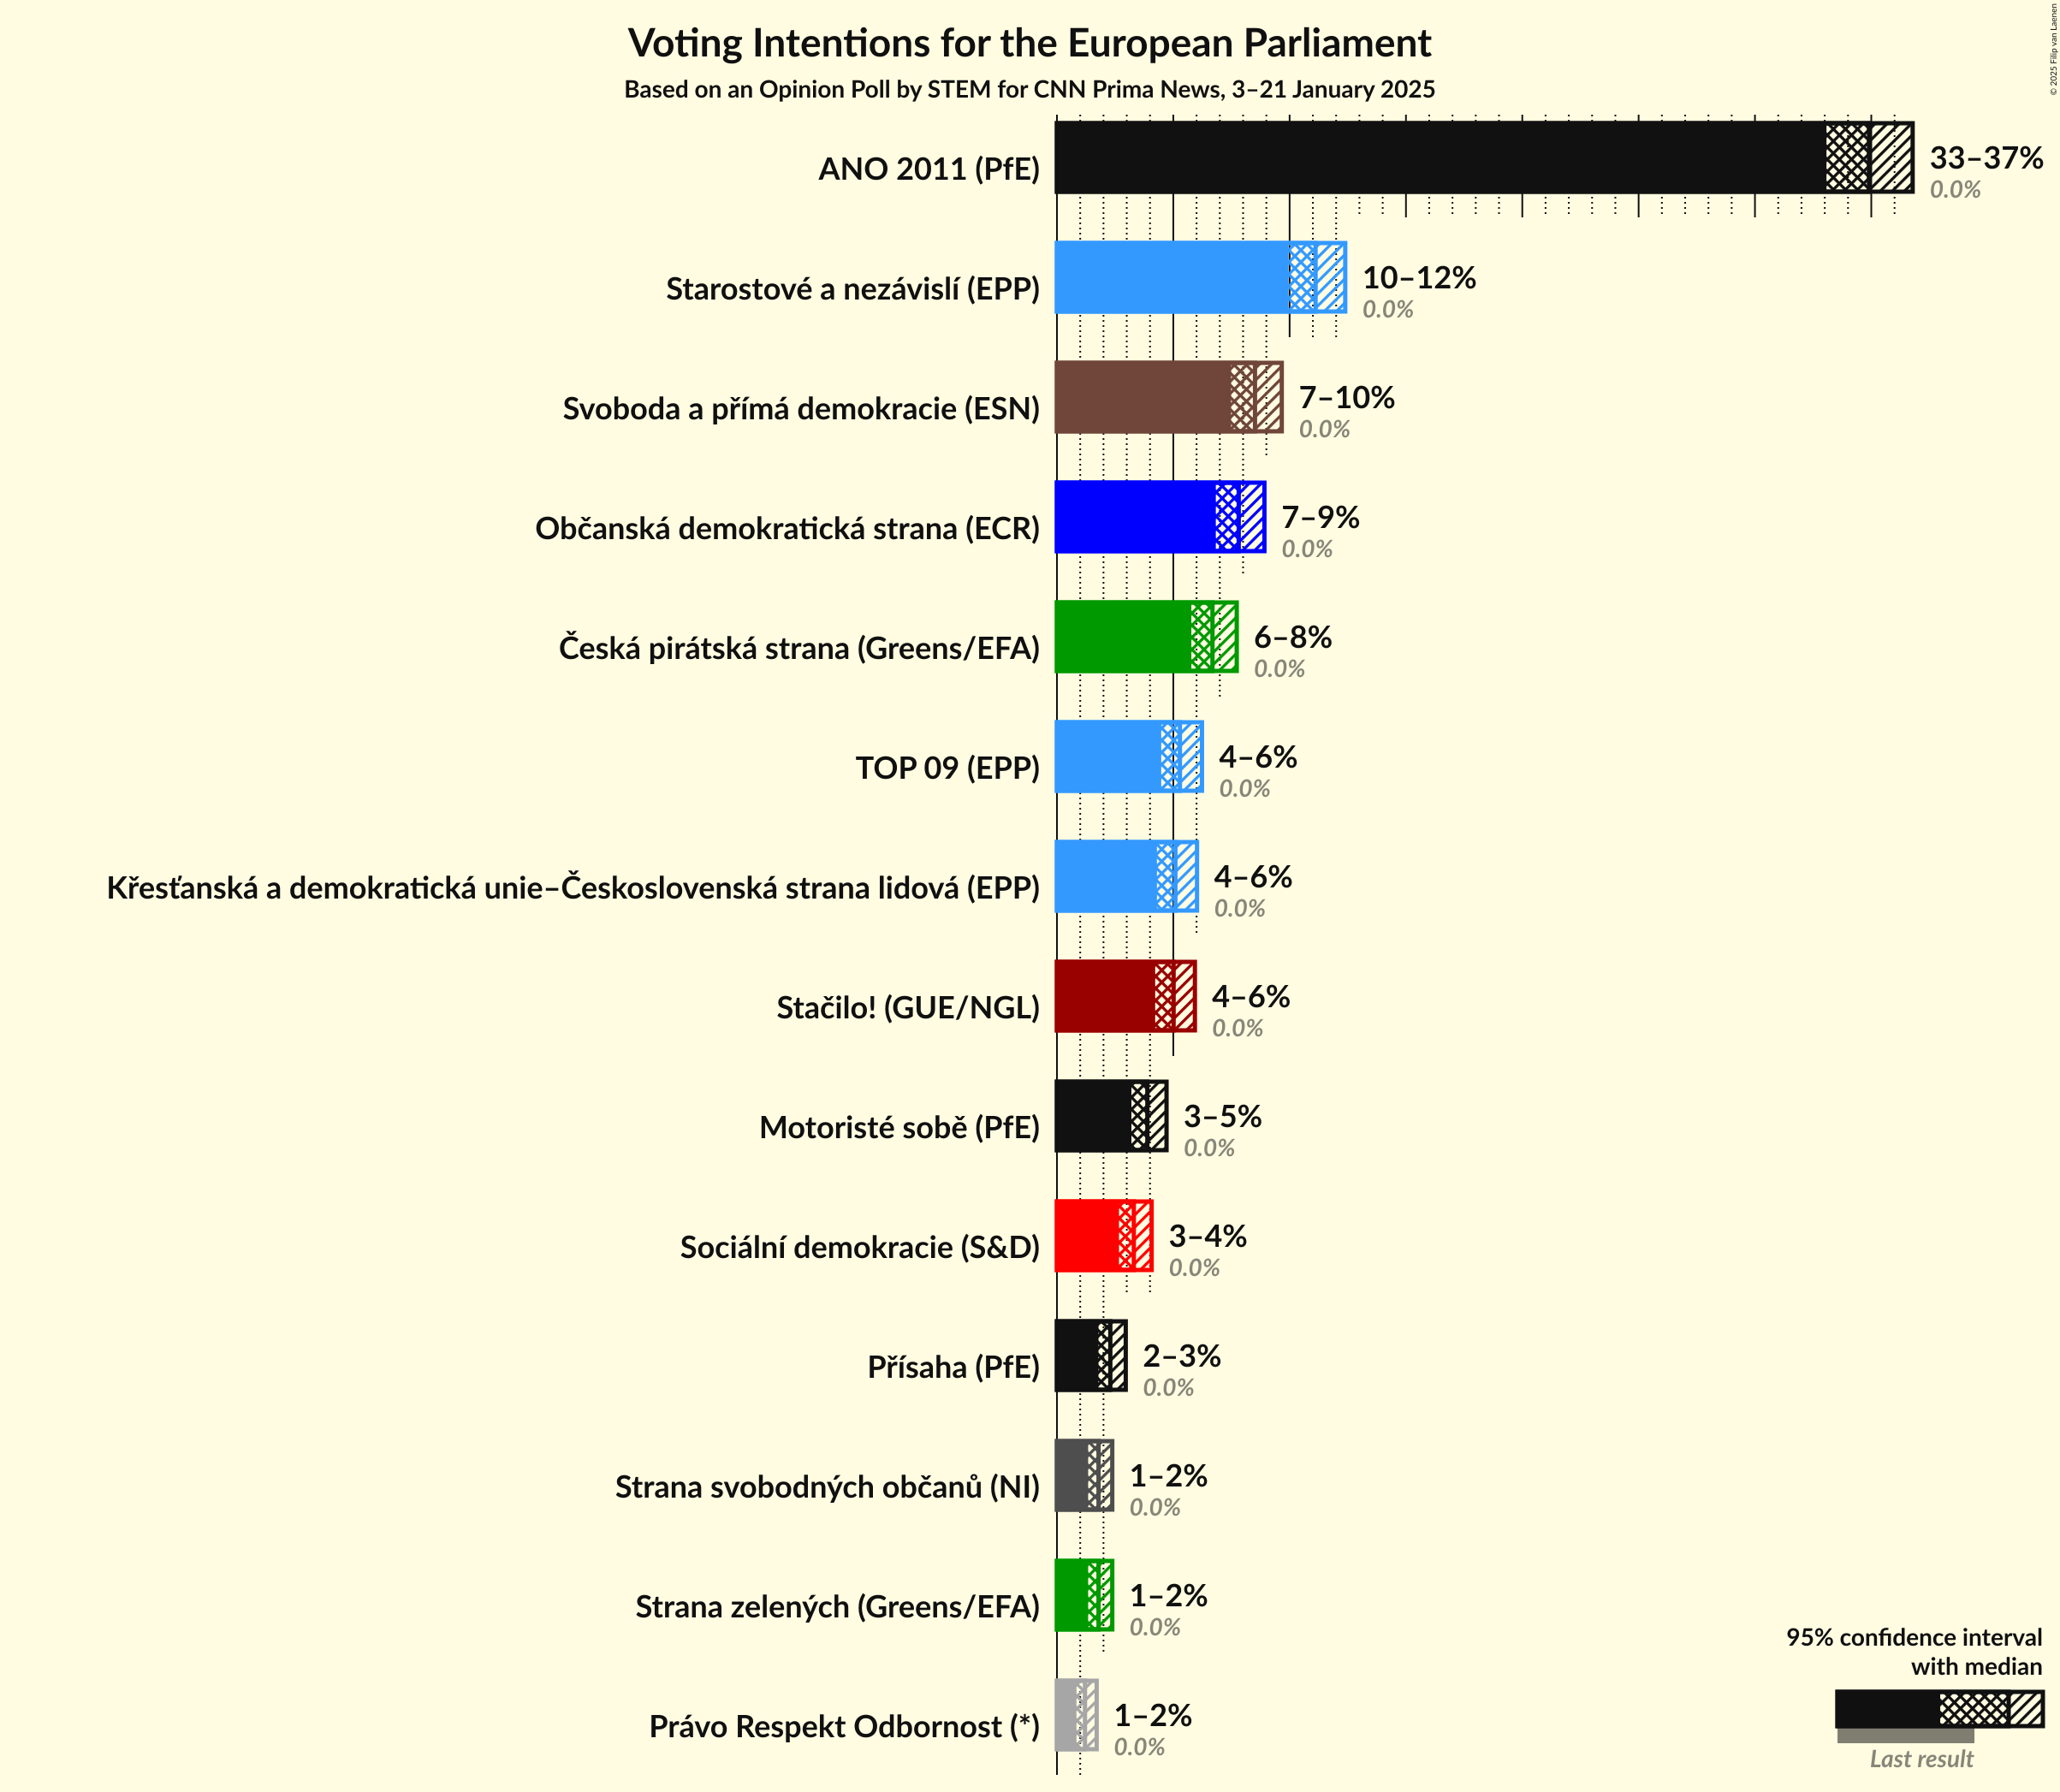 Voting Intentions for the European Parliament
Based on an Opinion Poll by STEM for CNN Prima News, 3–21 January 2025
© 2025 Filip van Laenen
ANO 2011 (PfE)
33–37%
0.0%
Starostové a nezávislí (EPP)
10–12%
0.0%
Svoboda a přímá demokracie (ESN)
7–10%
0.0%
Občanská demokratická strana (ECR)
7–9%
0.0%
Česká pirátská strana (Greens/EFA)
6–8%
0.0%
TOP 09 (EPP)
4–6%
0.0%
Křesťanská a demokratická unie–Československá strana lidová (EPP)
4–6%
0.0%
Stačilo! (GUE/NGL)
4–6%
0.0%
Motoristé sobě (PfE)
3–5%
0.0%
Sociální demokracie (S&D)
3–4%
0.0%
Přísaha (PfE)
2–3%
0.0%
Strana svobodných občanů (NI)
1–2%
0.0%
Strana zelených (Greens/EFA)
1–2%
0.0%
Právo Respekt Odbornost (*)
1–2%
0.0%
95% confidence interval
with median
Last result